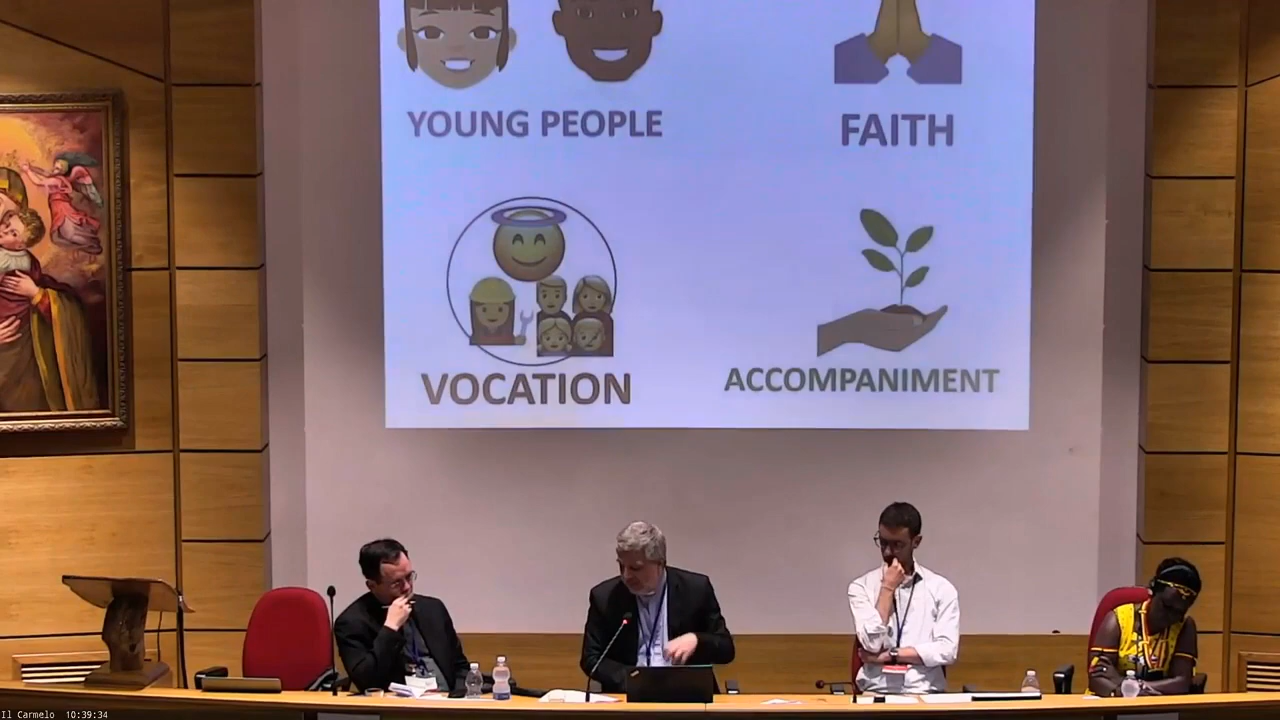 YOUNG PEOPLE
FAITH
VOCATION
ACCOMPANIMENT
Il Carmelo 10:39:34